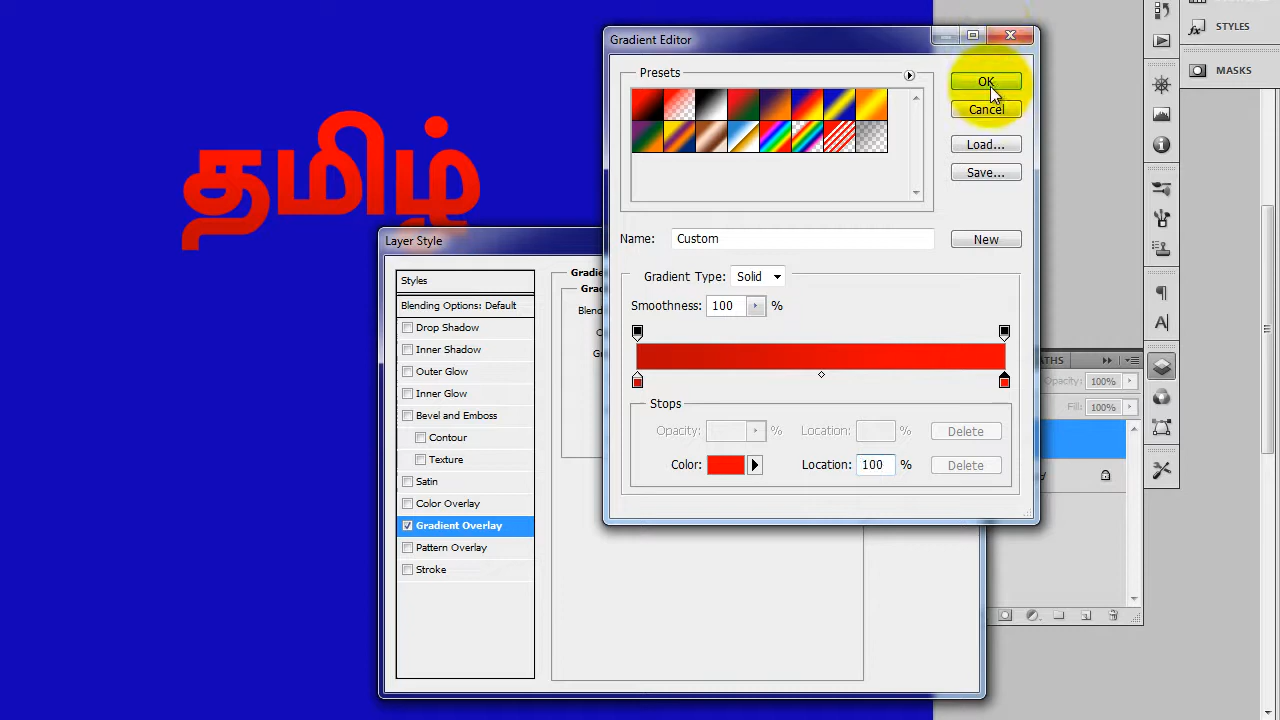 STYLES
Gradient Editor
Presets
OK
Cancel
Load...
Save...
MASKS
தமிழ்
Layer Style
Name: Custom
New
Styles
Blending Options: Default
Drop Shadow
Inner Shadow
Outer Glow
Inner Glow
Bevel and Emboss
Contour
Texture
Satin
Color Overlay
Gradient Overlay
Pattern Overlay
Stroke
Gradient Type: Solid
Smoothness: 100 %
Stops
Opacity: % Location: % Delete
Color: Location: 100 % Delete
Opacity: 100%
Fill: 100%